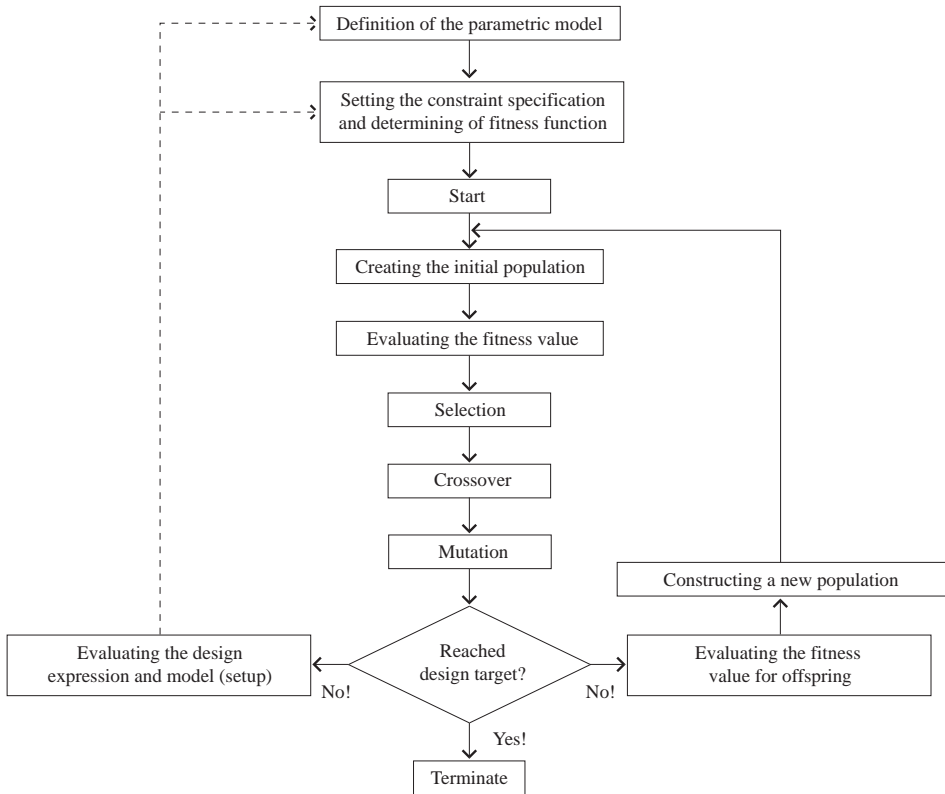 Definition of the parametric model
Setting the constraint specification
and determining of fitness function
Start
Creating the initial population
Evaluating the fitness value
Selection
Crossover
Mutation
Constructing a new population
Reached
design target?
Evaluating the design
expression and model (setup)
No!
No!
Evaluating the fitness
value for offspring
Yes!
Terminate